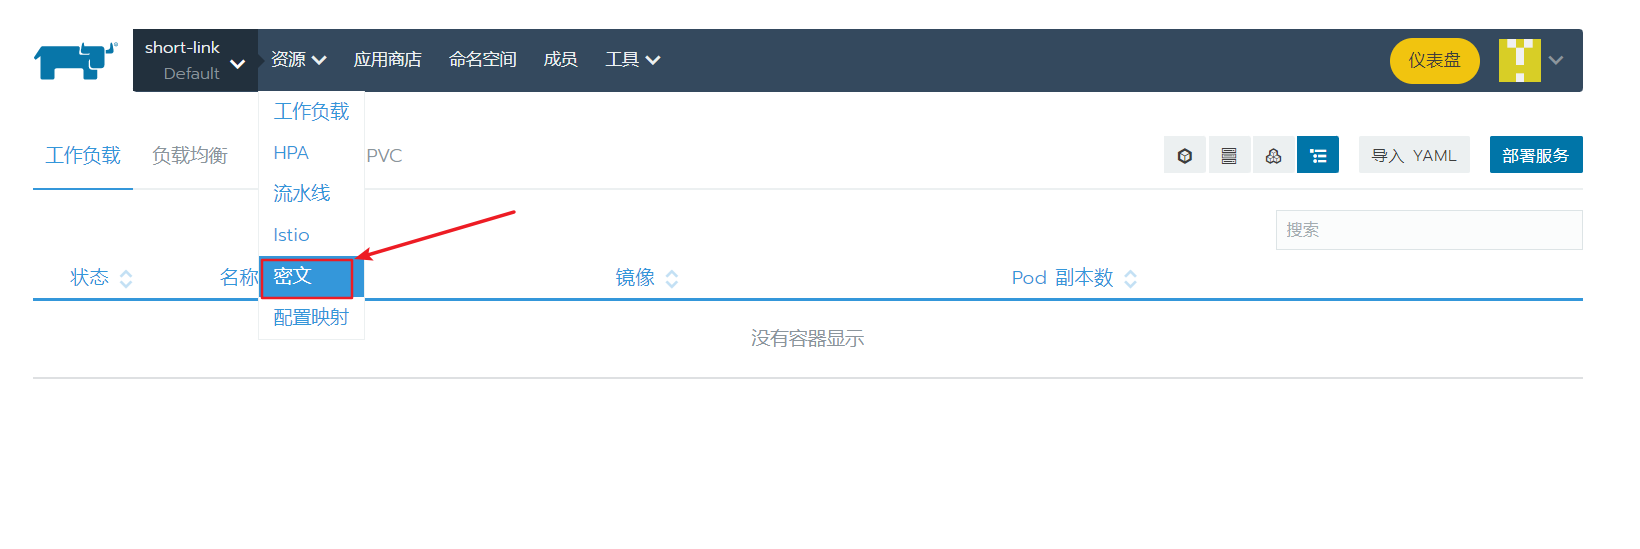 short-link
Default
资源 应用商店 命名空间 成员 工具 仪表盘
工作负载
HPA
流水线
Istio
密文
配置映射
工作负载 负载均衡 PVC 导入 YAML 部署服务
搜索
状态 名称 镜像 Pod 副本数
没有容器显示